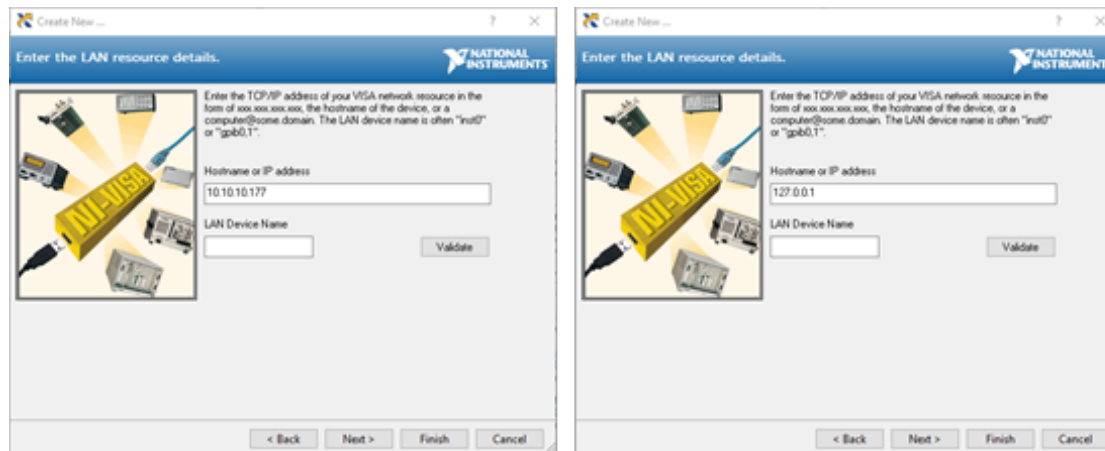 Create New ...
?
Enter the LAN resource details.
NATIONAL
INSTRUMENTS
Enter the TCP/IP address of your VISA network resource in the
form of xxx.xxx.xxx.xxx, the hostname of the device, or a
computer@some.domain. The LAN device name is often "inst0"
or "gpib0,1".
NI-VISA
Hostname or IP address
10.10.10.177
LAN Device Name
Validate
< Back
Next >
Finish
Cancel
Create New ...
?
Enter the LAN resource details.
NATIONAL
INSTRUMENT
Enter the TCP/IP address of your VISA network resource in the
form of xxx.xxx.xxx.xxx, the hostname of the device, or a
computer@some.domain. The LAN device name is often "inst0"
or "gpib0,1".
NI-VISA
Hostname or IP address
127.0.0.1
LAN Device Name
Validate
< Back
Next >
Finish
Cancel